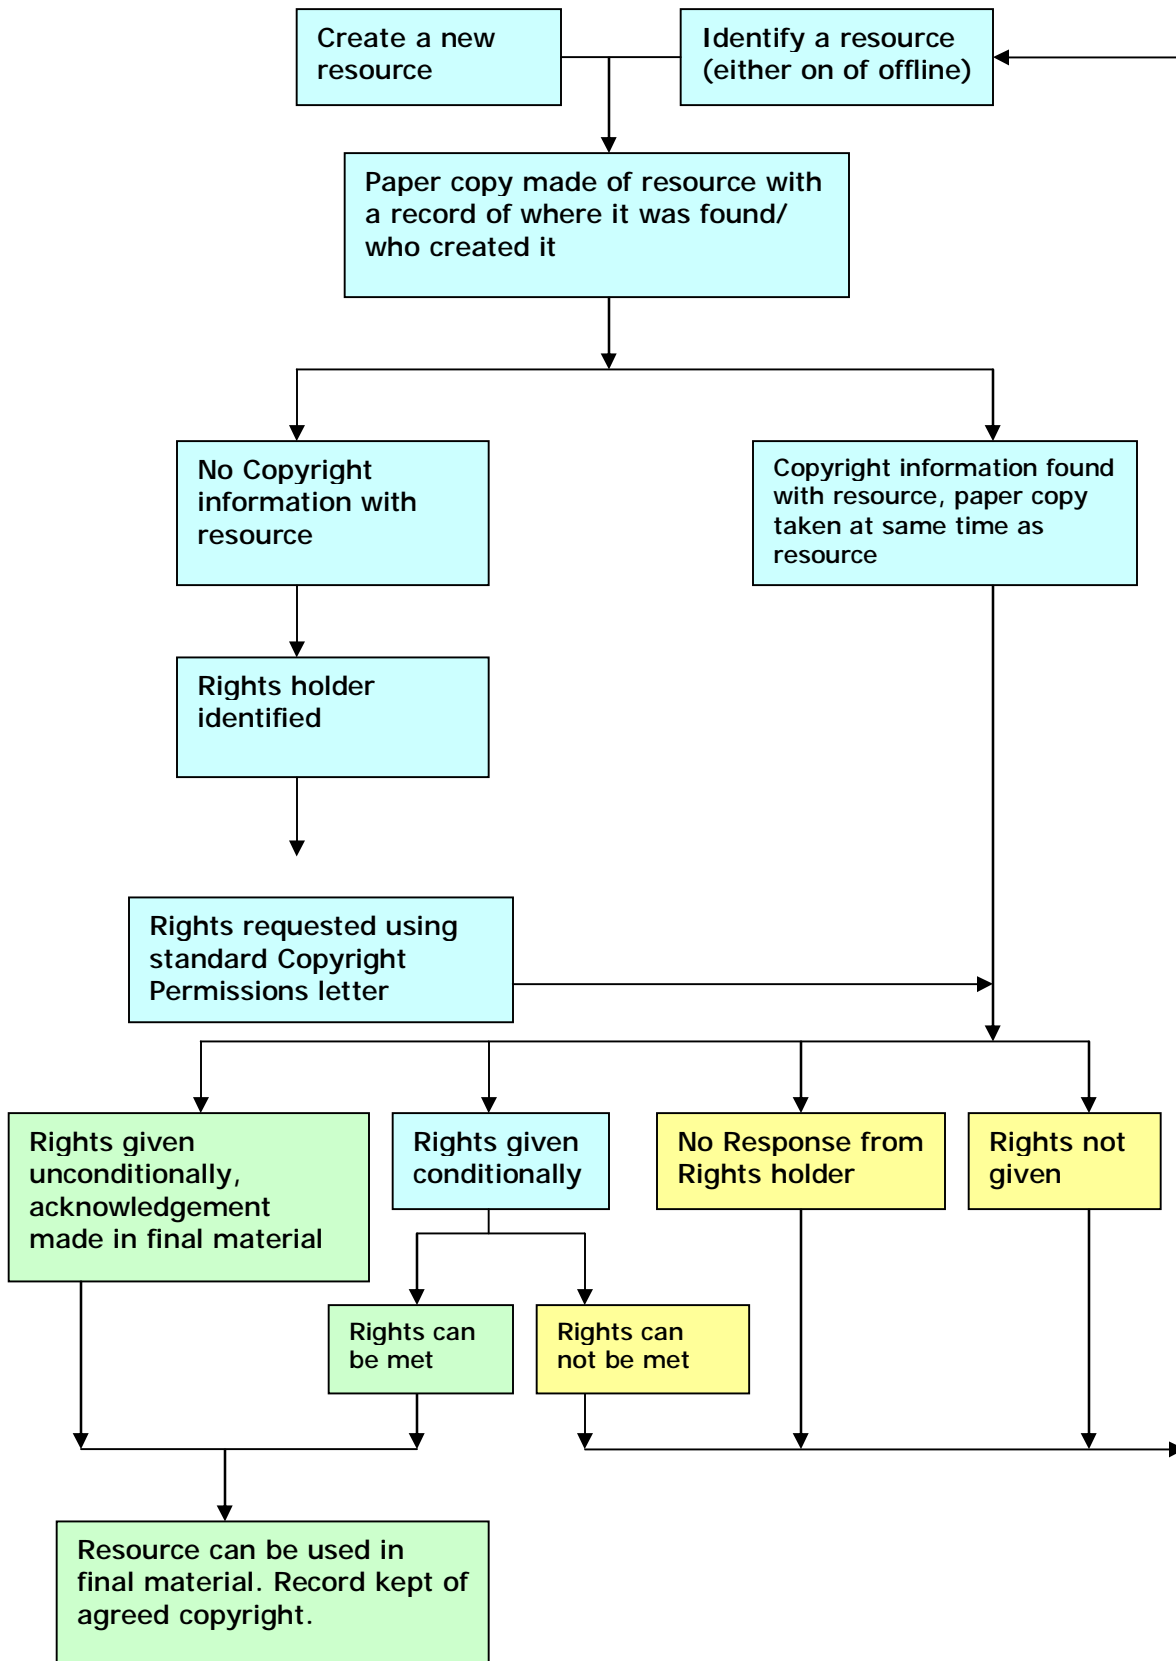 Create a new
resource
Identify a resource
(either on of offline)
Paper copy made of resource with
a record of where it was found/
who created it
No Copyright
information with
resource
Copyright information found
with resource, paper copy
taken at same time as
resource
Rights holder
identified
Rights requested using
standard Copyright
Permissions letter
Rights given
unconditionally,
acknowledgement
made in final material
Rights given
conditionally
No Response from
Rights holder
Rights not
given
Rights can
be met
Rights can
not be met
Resource can be used in
final material. Record kept of
agreed copyright.